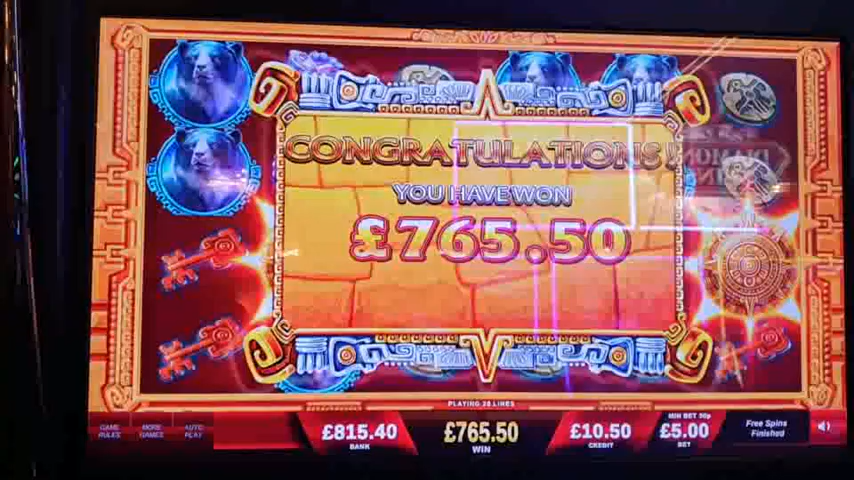 CONGRATULATIONS!
YOU HAVE WON
£765.50
PLAYING 20 LINES
GAME RULES
MORE GAMES
AUTO PLAY
£815.40
BANK
£765.50
WIN
£10.50
CREDIT
MIN BET 50p
£5.00
BET
Free Spins
Finished